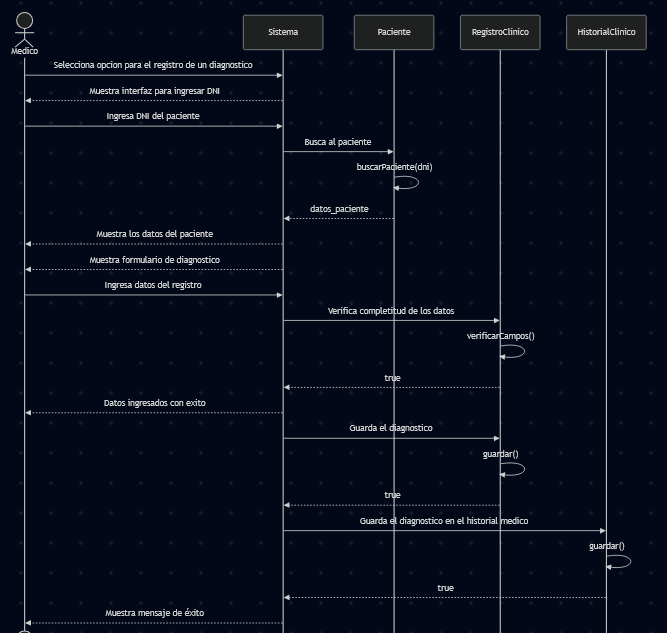 Medico
Sistema
Paciente
RegistroClinico
HistorialClinico
Selecciona opcion para el registro de un diagnostico
Muestra interfaz para ingresar DNI
Ingresa DNI del paciente
Busca al paciente
buscarPaciente(dni)
datos_paciente
Muestra los datos del paciente
Muestra formulario de diagnostico
Ingresa datos del registro
Verifica completitud de los datos
verificarCampos()
true
Datos ingresados con exito
Guarda el diagnostico
guardar()
true
Guarda el diagnostico en el historial medico
guardar()
true
Muestra mensaje de éxito